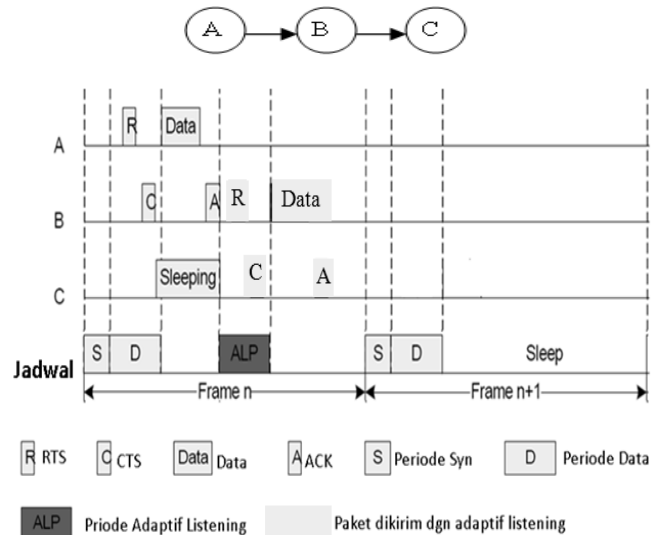 A B C
A R Data
B C A R Data
C Sleeping C A
Jadwal S D ALP S D Sleep
Frame n Frame n+1
R RTS C CTS Data Data A ACK S Periode Syn D Periode Data
ALP Priode Adaptif Listening Paket dikirim dgn adaptif listening